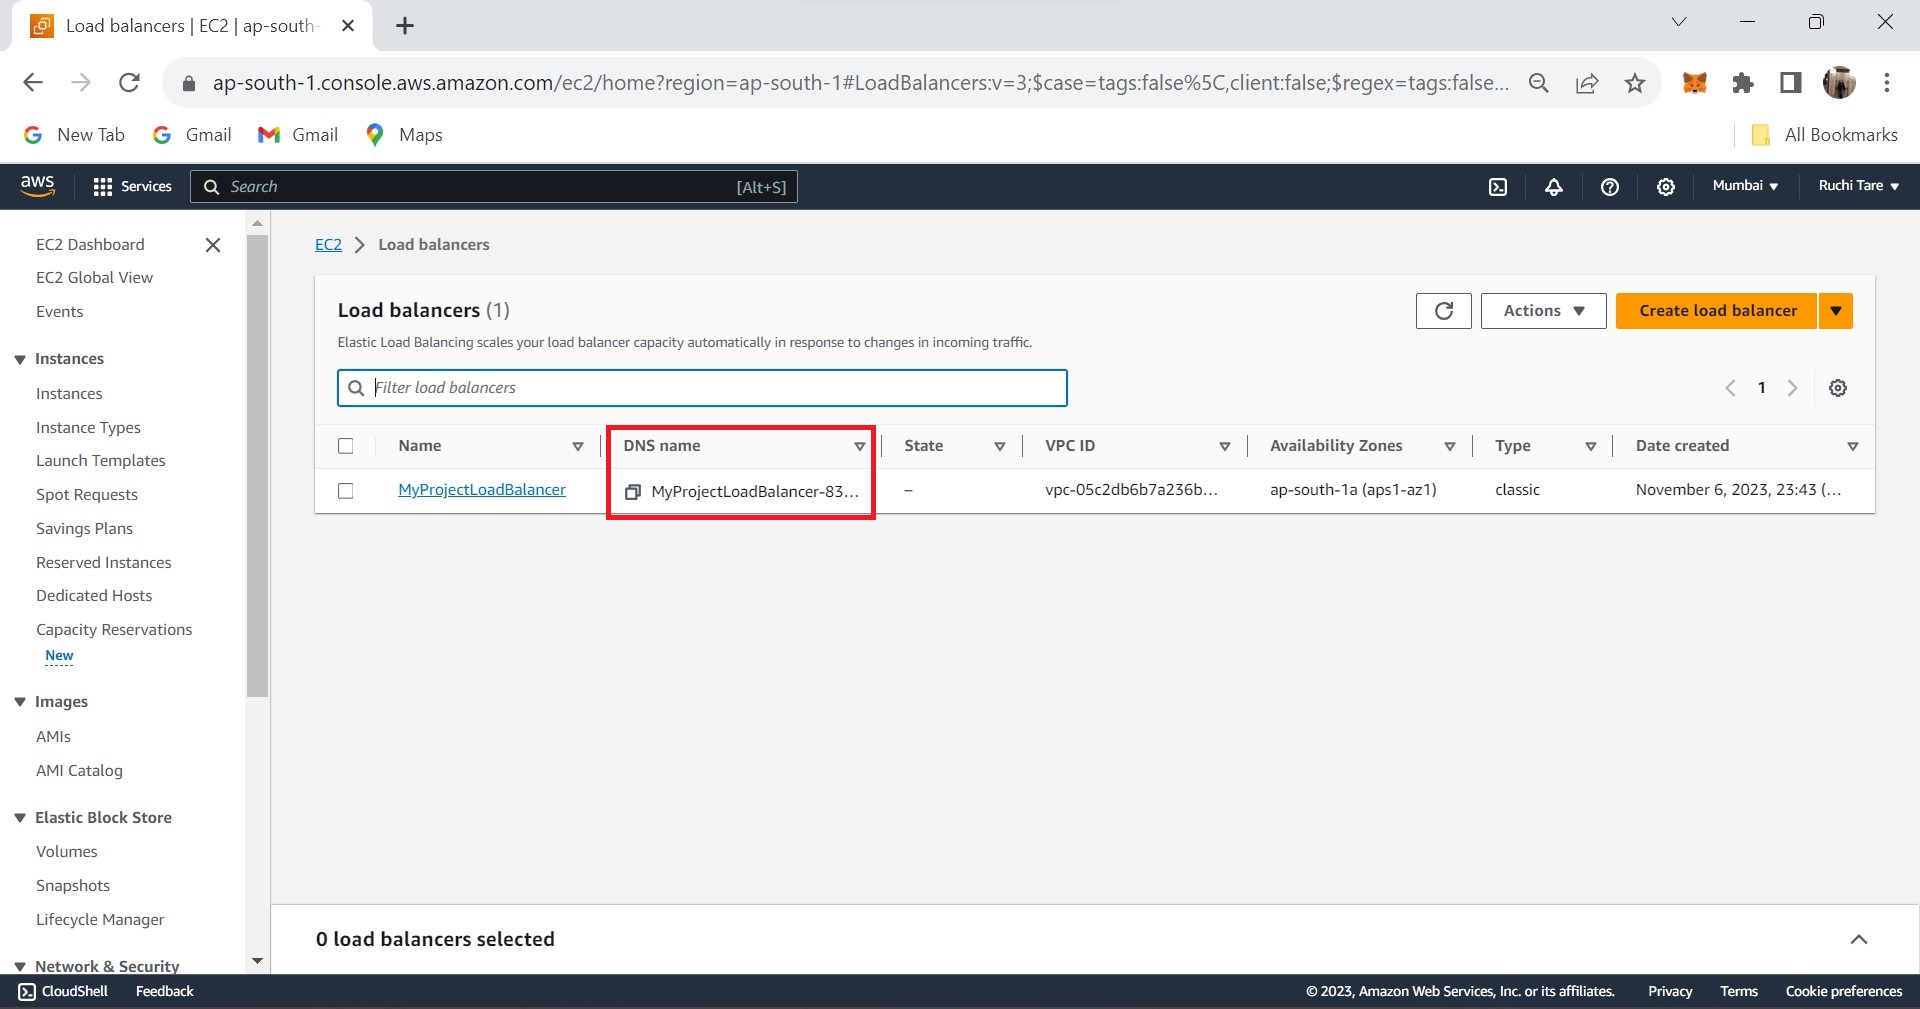 Load balancers | EC2 | ap-south-
ap-south-1.console.aws.amazon.com/ec2/home?region=ap-south-1#LoadBalancers:v=3;$case=tags:false%5C,client:false;$regex=tags:false...
New Tab Gmail Gmail Maps All Bookmarks
aws Services Search [Alt+S] Mumbai Ruchi Tare
EC2 Dashboard
EC2 Global View
Events
Instances
Instances
Instance Types
Launch Templates
Spot Requests
Savings Plans
Reserved Instances
Dedicated Hosts
Capacity Reservations
New
Images
AMIs
AMI Catalog
Elastic Block Store
Volumes
Snapshots
Lifecycle Manager
Network & Security
EC2 Load balancers
Load balancers (1)
Actions Create load balancer
Elastic Load Balancing scales your load balancer capacity automatically in response to changes in incoming traffic.
Filter load balancers
1
Name DNS name State VPC ID Availability Zones Type Date created
MyProjectLoadBalancer MyProjectLoadBalancer-83... – vpc-05c2db6b7a236b... ap-south-1a (aps1-az1) classic November 6, 2023, 23:43 (...
0 load balancers selected
CloudShell Feedback © 2023, Amazon Web Services, Inc. or its affiliates. Privacy Terms Cookie preferences